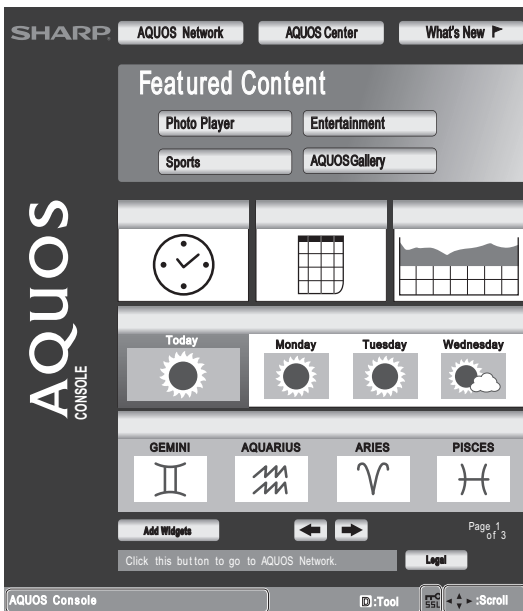 SHARP
AQUOS Network
AQUOS Center
What's New
Featured Content
Photo Player
Entertainment
Sports
AQUOSGallery
AQUOS
CONSOLE
Today
Monday
Tuesday
Wednesday
GEMINI
AQUARIUS
ARIES
PISCES
Add Widgets
Page 1
of 3
Click this button to go to AQUOS Network.
Legal
AQUOS Console
D:Tool
SSL
:Scroll